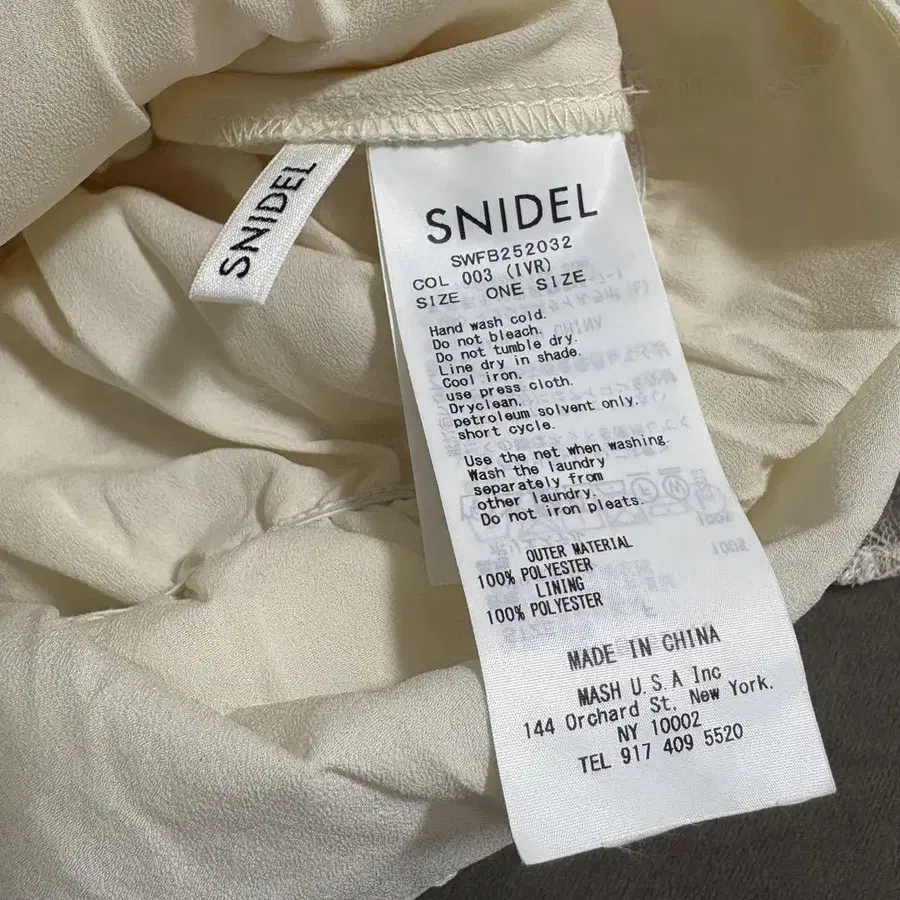 SNIDEL
SNIDEL
SWFB252032
COL 003 (IVR)
SIZE ONE SIZE
Hand wash cold.
Do not bleach.
Do not tumble dry.
Line dry in shade.
Cool iron.
use press cloth.
Dryclean.
petroleum solvent only.
short cycle.
Use the net when washing.
Wash the laundry
separately from
other laundry.
Do not iron pleats.
OUTER MATERIAL
100% POLYESTER
LINING
100% POLYESTER
MADE IN CHINA
MASH U.S.A Inc
144 Orchard St. New York.
NY 10002
TEL 917 409 5520